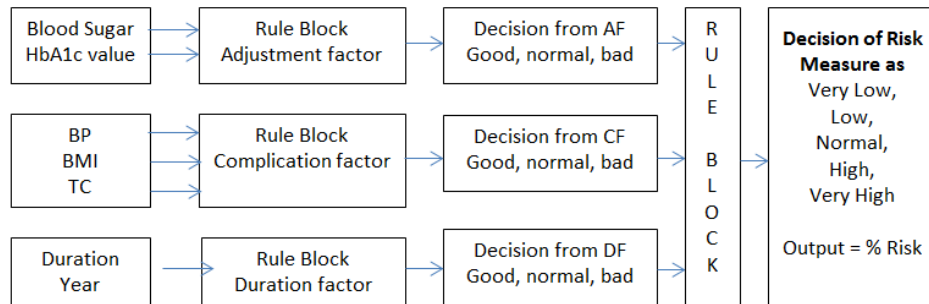 Blood Sugar
HbA1c value
Rule Block
Adjustment factor
Decision from AF
Good, normal, bad
BP
BMI
TC
Rule Block
Complication factor
Decision from CF
Good, normal, bad
Duration
Year
Rule Block
Duration factor
Decision from DF
Good, normal, bad
R
U
L
E
B
L
O
C
K
Decision of Risk
Measure as
Very Low,
Low,
Normal,
High,
Very High
Output = % Risk